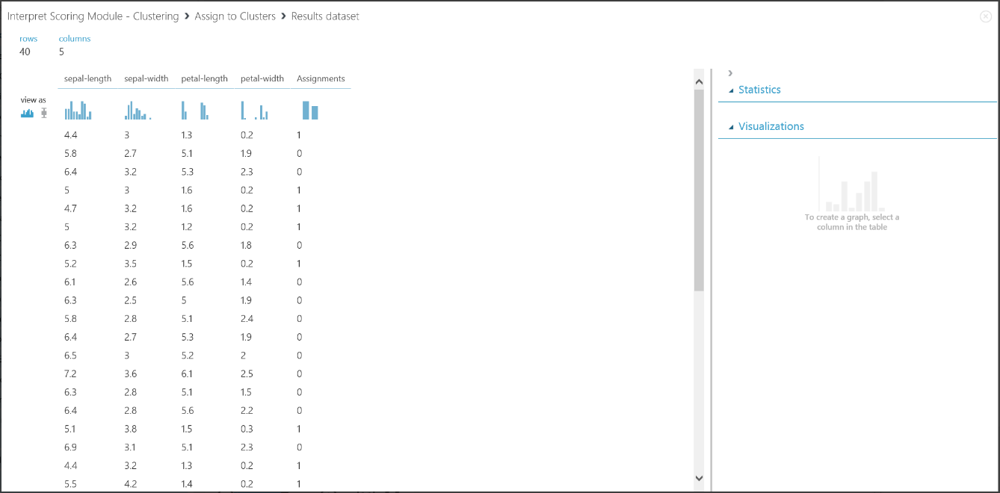 Interpret Scoring Module - Clustering › Assign to Clusters › Results dataset
rows columns
40 5
sepal-length sepal-width petal-length petal-width Assignments
view as
4.4 3 1.3 0.2 1
5.8 2.7 5.1 1.9 0
6.4 3.2 5.3 2.3 0
5 3 1.6 0.2 1
4.7 3.2 1.6 0.2 1
5 3.2 1.2 0.2 1
6.3 2.9 5.6 1.8 0
5.2 3.5 1.5 0.2 1
6.1 2.6 5.6 1.4 0
6.3 2.5 5 1.9 0
5.8 2.8 5.1 2.4 0
6.4 2.7 5.3 1.9 0
6.5 3 5.2 2 0
7.2 3.6 6.1 2.5 0
6.3 2.8 5.1 1.5 0
6.4 2.8 5.6 2.2 0
5.1 3.8 1.5 0.3 1
6.9 3.1 5.1 2.3 0
4.4 3.2 1.3 0.2 1
5.5 4.2 1.4 0.2 1
Statistics
Visualizations
To create a graph, select a
column in the table